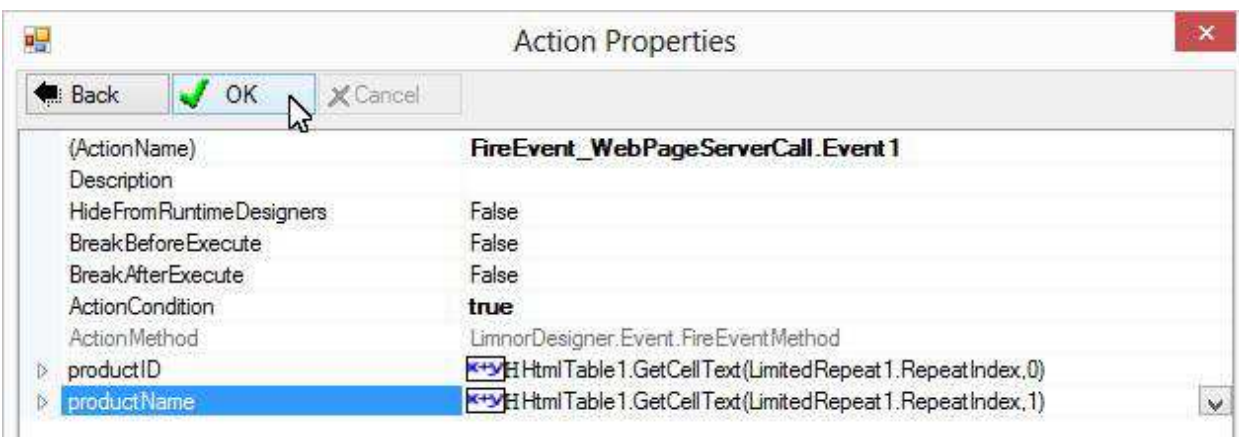 Action Properties
Back OK Cancel
(ActionName) FireEvent_WebPageServerCall.Event1
Description
HideFromRuntimeDesigners False
BreakBeforeExecute False
BreakAfterExecute False
ActionCondition true
ActionMethod LimnorDesigner.Event.FireEventMethod
productID x+y HtmlTable1.GetCellText(LimitedRepeat1.RepeatIndex,0)
productName x+y HtmlTable1.GetCellText(LimitedRepeat1.RepeatIndex,1)